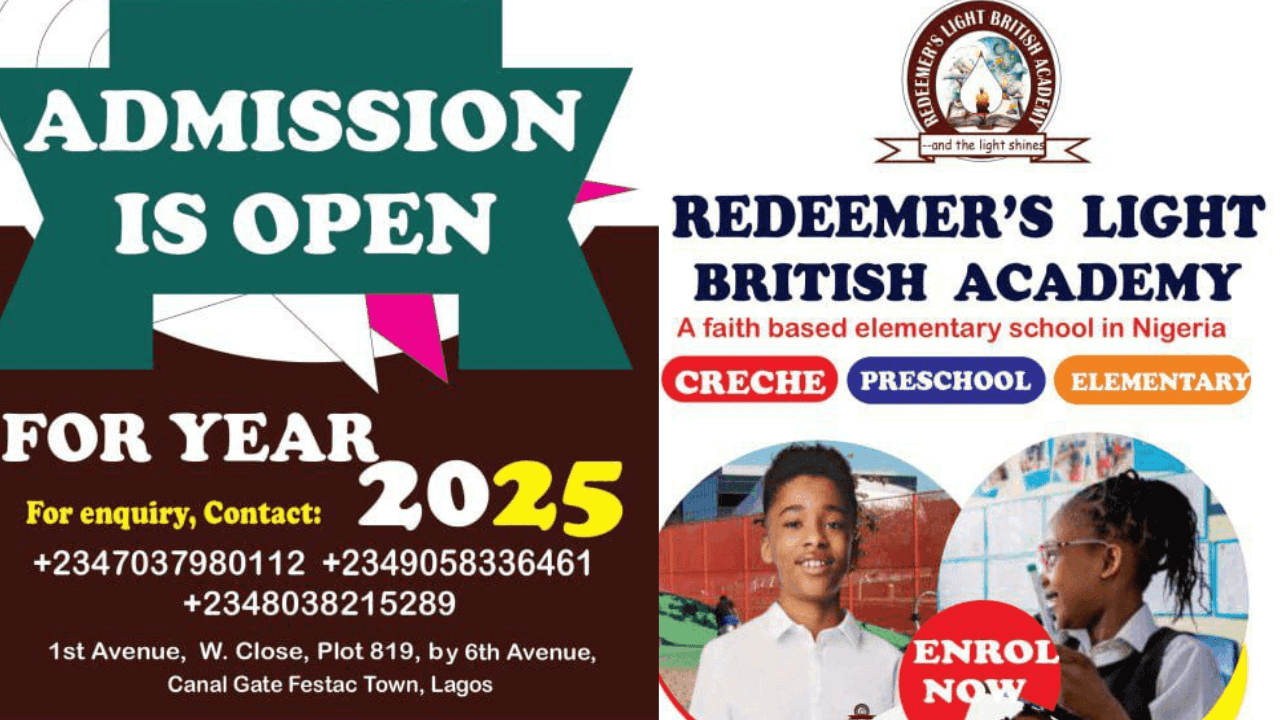 ADMISSION
IS OPEN
FOR YEAR
2025
For enquiry, Contact:
+2347037980112 +2349058336461
+2348038215289
1st Avenue, W. Close, Plot 819, by 6th Avenue,
Canal Gate Festac Town, Lagos
REDEEMER'S LIGHT BRITISH ACADEMY
--and the light shines
REDEEMER'S LIGHT
BRITISH ACADEMY
A faith based elementary school in Nigeria
CRECHE PRESCHOOL ELEMENTARY
ENROL
NOW